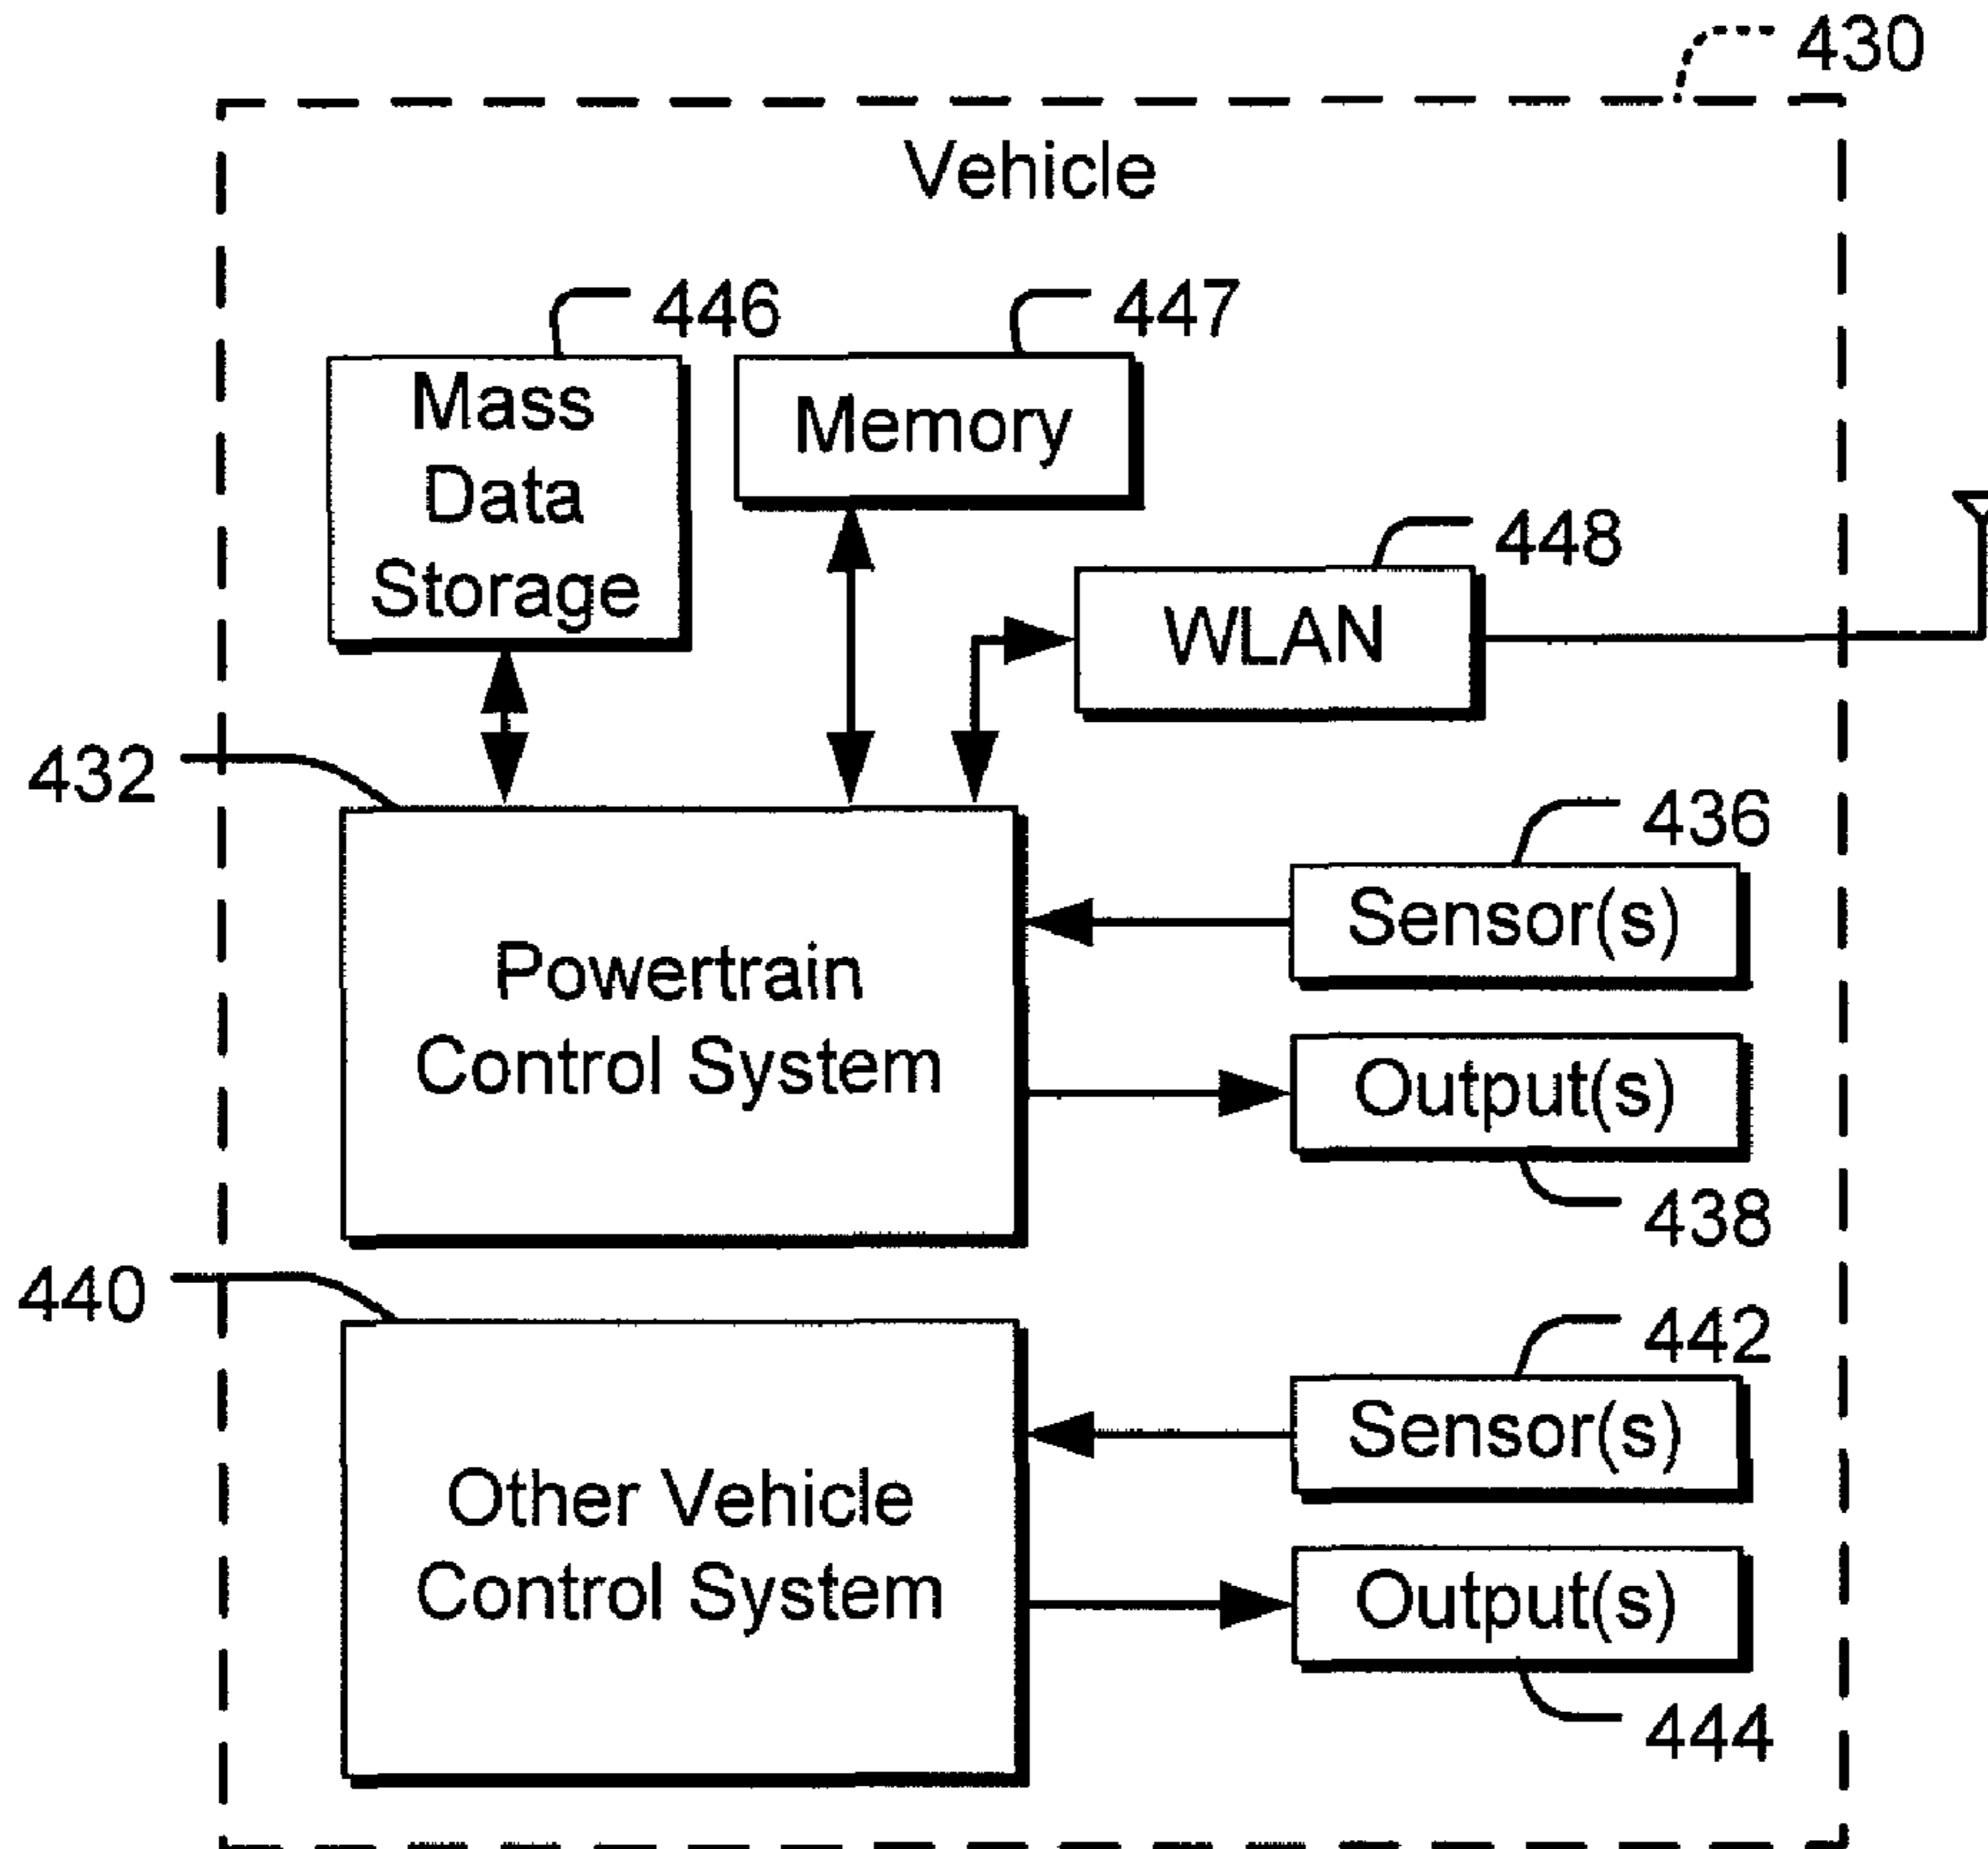 430
Vehicle
446
447
Mass
Data
Storage
Memory
448
WLAN
432
436
Sensor(s)
Powertrain
Control System
Output(s)
438
440
442
Sensor(s)
Other Vehicle
Control System
Output(s)
444